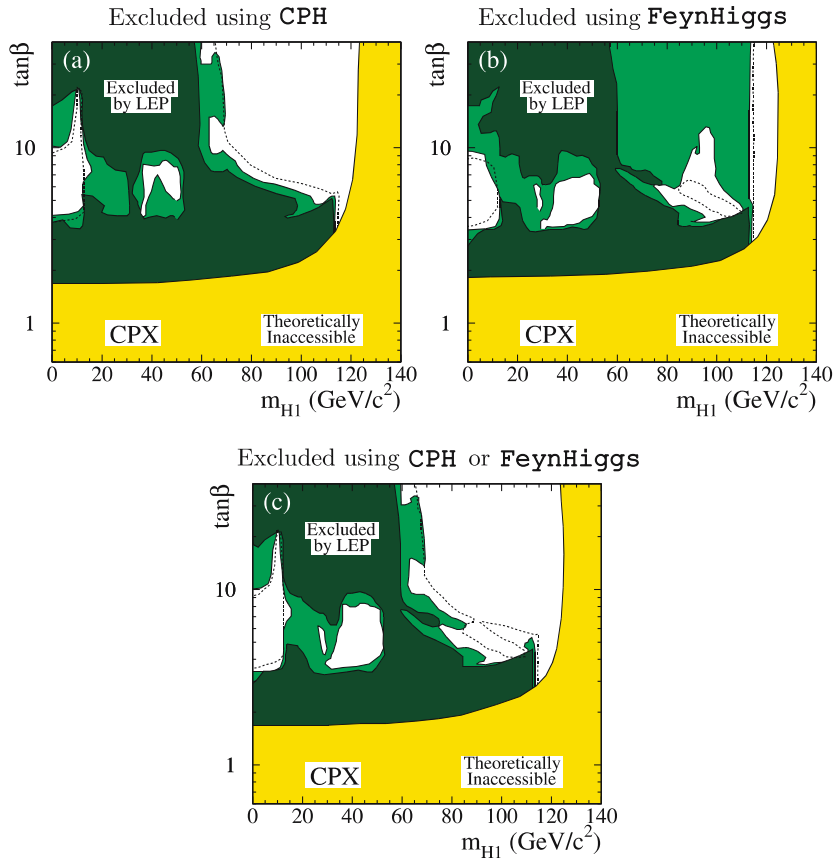 Excluded using CPH
tanβ
(a)
Excluded
by LEP
10
1
CPX
Theoretically
Inaccessible
0 20 40 60 80 100 120 140
m_H1 (GeV/c²)
Excluded using FeynHiggs
tanβ
(b)
Excluded
by LEP
10
1
CPX
Theoretically
Inaccessible
0 20 40 60 80 100 120 140
m_H1 (GeV/c²)
Excluded using CPH or FeynHiggs
tanβ
(c)
Excluded
by LEP
10
1
CPX
Theoretically
Inaccessible
0 20 40 60 80 100 120 140
m_H1 (GeV/c²)